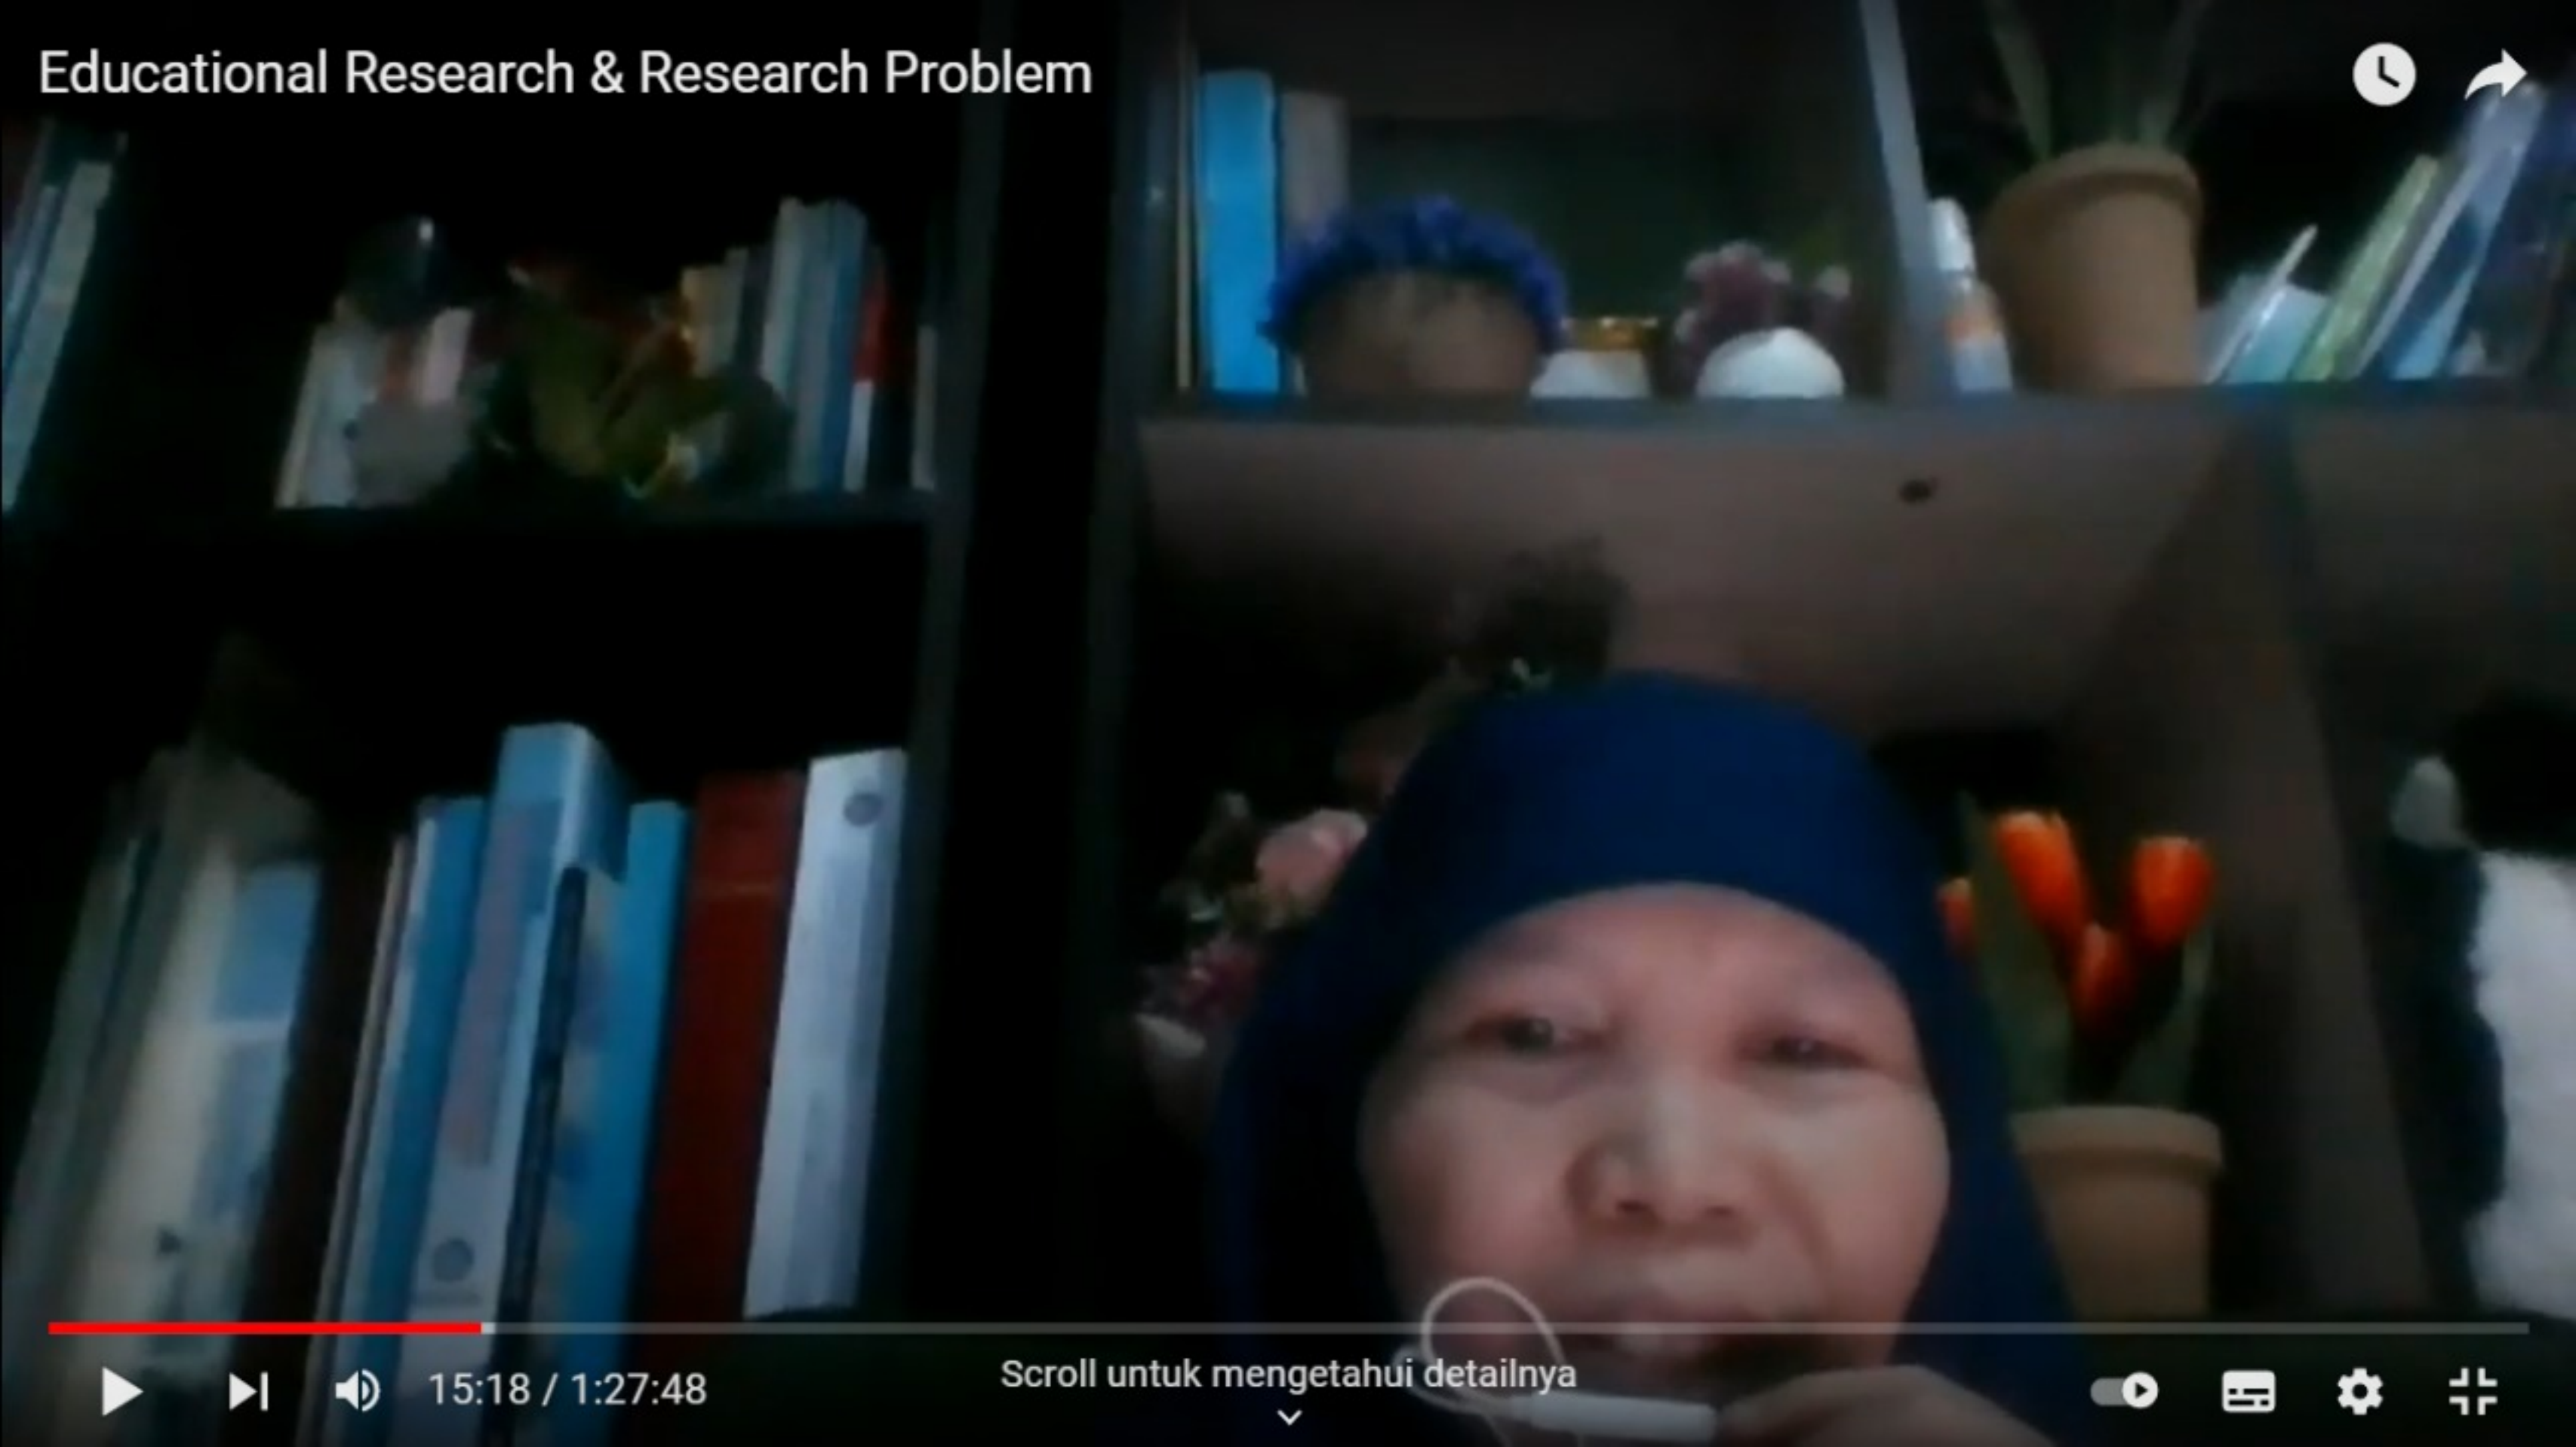 Educational Research & Research Problem
15:18 / 1:27:48
Scroll untuk mengetahui detailnya